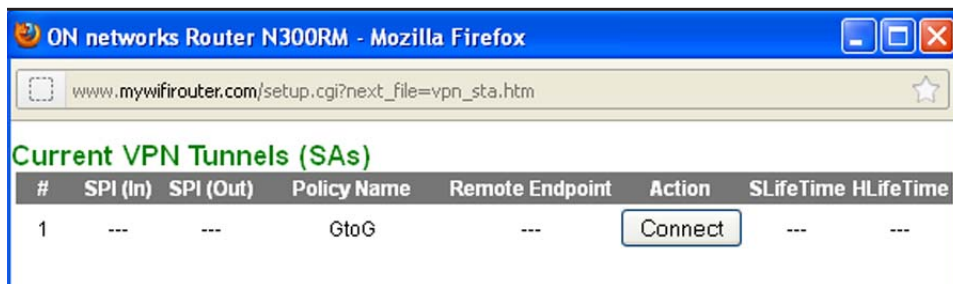 ON networks Router N300RM - Mozilla Firefox
www.mywifirouter.com/setup.cgi?next_file=vpn_sta.htm
Current VPN Tunnels (SAs)
# SPI (In) SPI (Out) Policy Name Remote Endpoint Action SLifeTime HLifeTime
1 --- --- GtoG --- Connect --- ---